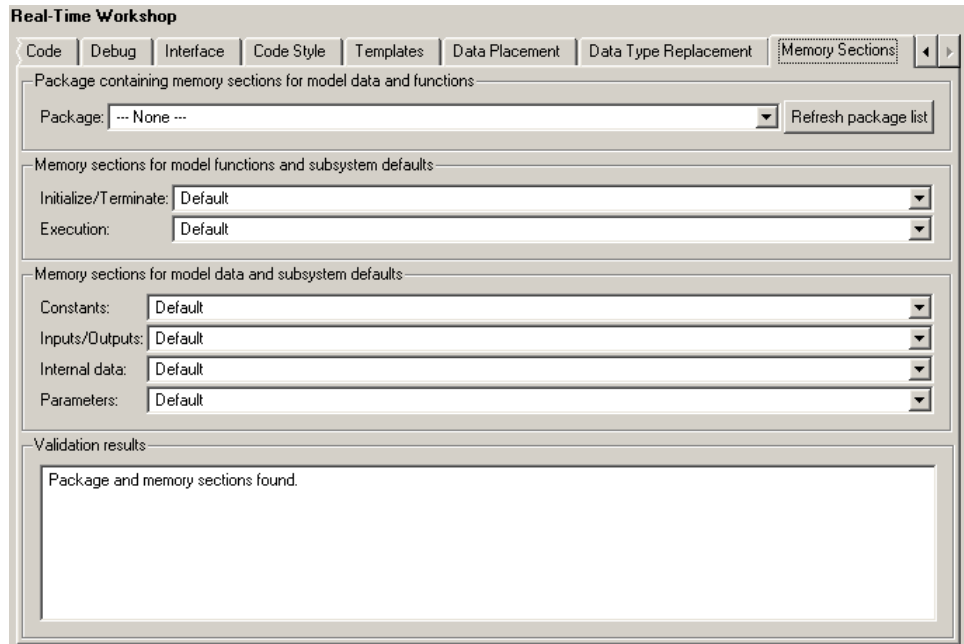 Real-Time Workshop
Code Debug Interface Code Style Templates Data Placement Data Type Replacement Memory Sections
Package containing memory sections for model data and functions
Package: --- None --- Refresh package list
Memory sections for model functions and subsystem defaults
Initialize/Terminate: Default
Execution: Default
Memory sections for model data and subsystem defaults
Constants: Default
Inputs/Outputs: Default
Internal data: Default
Parameters: Default
Validation results
Package and memory sections found.